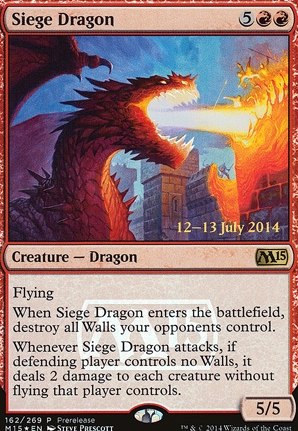 Siege Dragon 5
12–13 July 2014
Creature — Dragon M15
Flying
When Siege Dragon enters the battlefield,
destroy all Walls your opponents control.
Whenever Siege Dragon attacks, if
defending player controls no Walls, it
deals 2 damage to each creature without
flying that player controls.
5/5
162/269 P Prerelease
M15★EN Steve Prescott
™ & © 2014 Wizards of the Coast